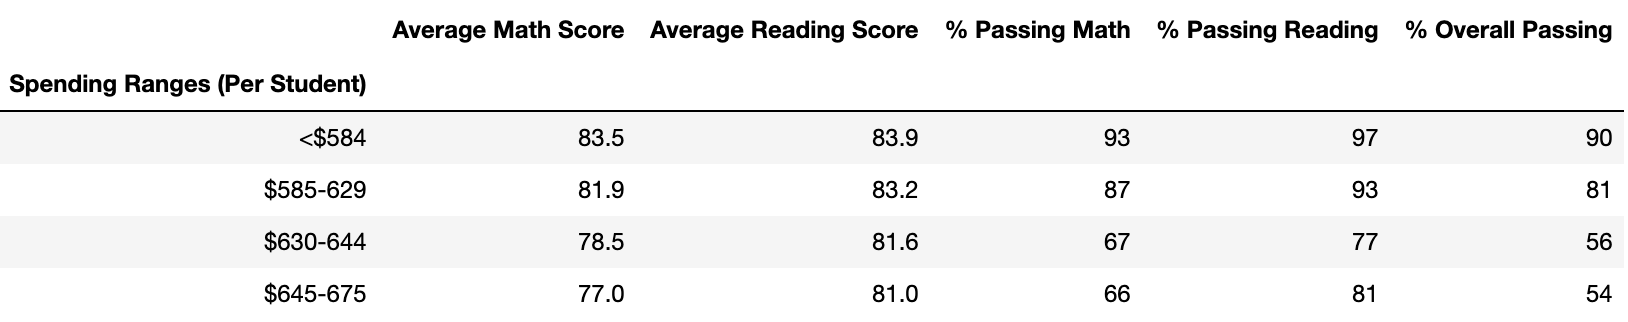 Average Math Score Average Reading Score % Passing Math % Passing Reading % Overall Passing
Spending Ranges (Per Student)
<$584 83.5 83.9 93 97 90
$585-629 81.9 83.2 87 93 81
$630-644 78.5 81.6 67 77 56
$645-675 77.0 81.0 66 81 54